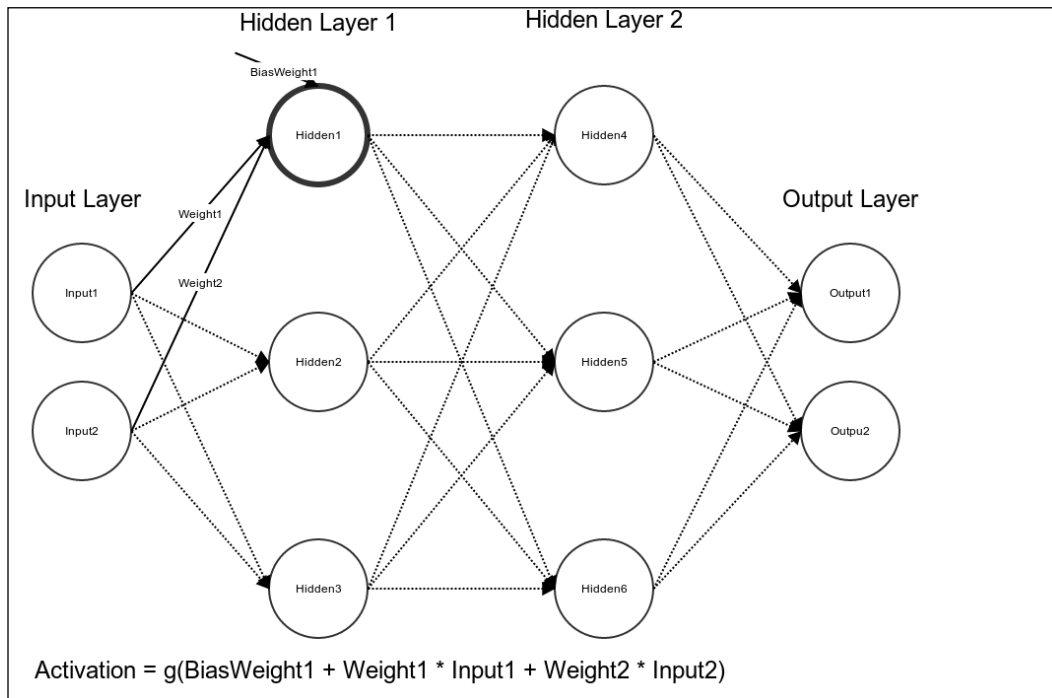 Hidden Layer 1
Hidden Layer 2
BiasWeight1
Hidden1
Hidden4
Input Layer
Weight1
Output Layer
Weight2
Input1
Output1
Hidden2
Hidden5
Input2
Outpu2
Hidden3
Hidden6
Activation = g(BiasWeight1 + Weight1 * Input1 + Weight2 * Input2)